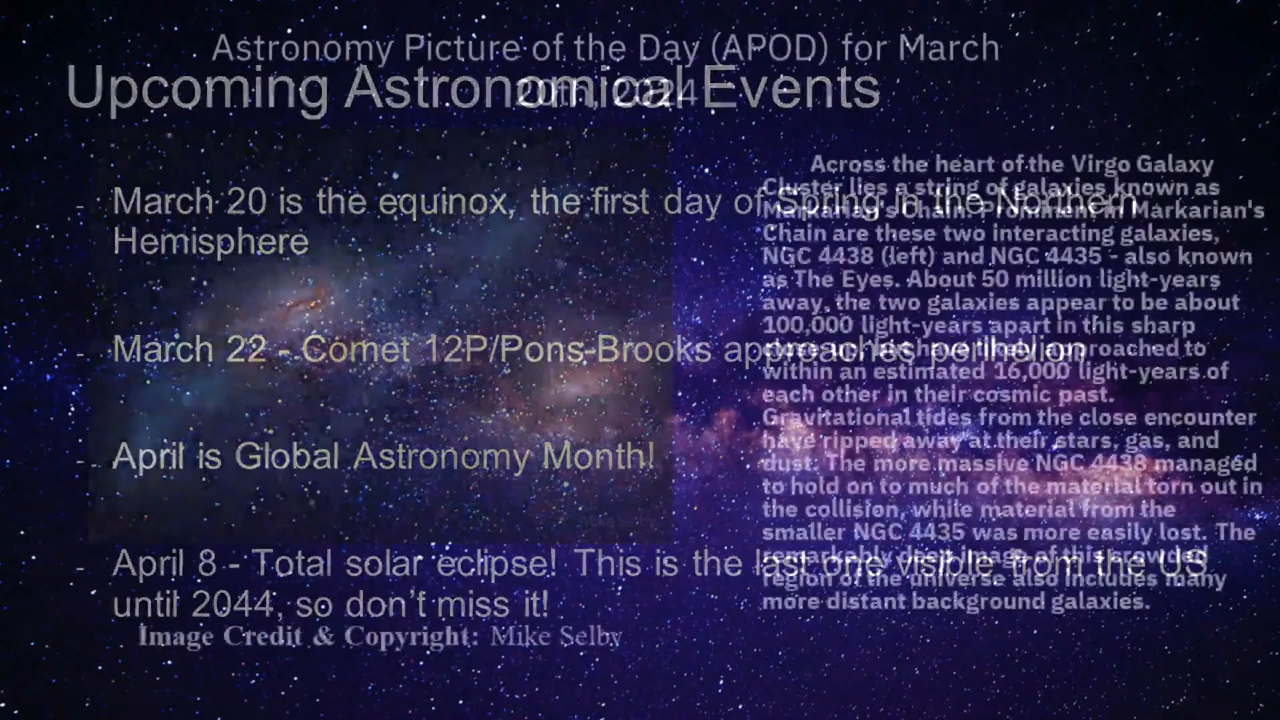 Astronomy Picture of the Day (APOD) for March
20th, 2024
Upcoming Astronomical Events
- March 20 is the equinox, the first day of Spring in the Northern
Hemisphere
- March 22 - Comet 12P/Pons-Brooks approaches perihelion
- April is Global Astronomy Month!
- April 8 - Total solar eclipse! This is the last one visible from the US
until 2044, so don't miss it!
Across the heart of the Virgo Galaxy
Cluster lies a string of galaxies known as
Markarian's Chain. Prominent in Markarian's
Chain are these two interacting galaxies,
NGC 4438 (left) and NGC 4435 - also known
as The Eyes. About 50 million light-years
away, the two galaxies appear to be about
100,000 light-years apart in this sharp
approached to
within an estimated 16,000 light-years of
each other in their cosmic past.
Gravitational tides from the close encounter
have ripped away at their stars, gas, and
dust. The more massive NGC 4438 managed
to hold on to much of the material torn out in
the collision, while material from the
smaller NGC 4435 was more easily lost. The
remarkably deep image of this crowded
region of the universe also includes many
more distant background galaxies.
Image Credit & Copyright: Mike Selby